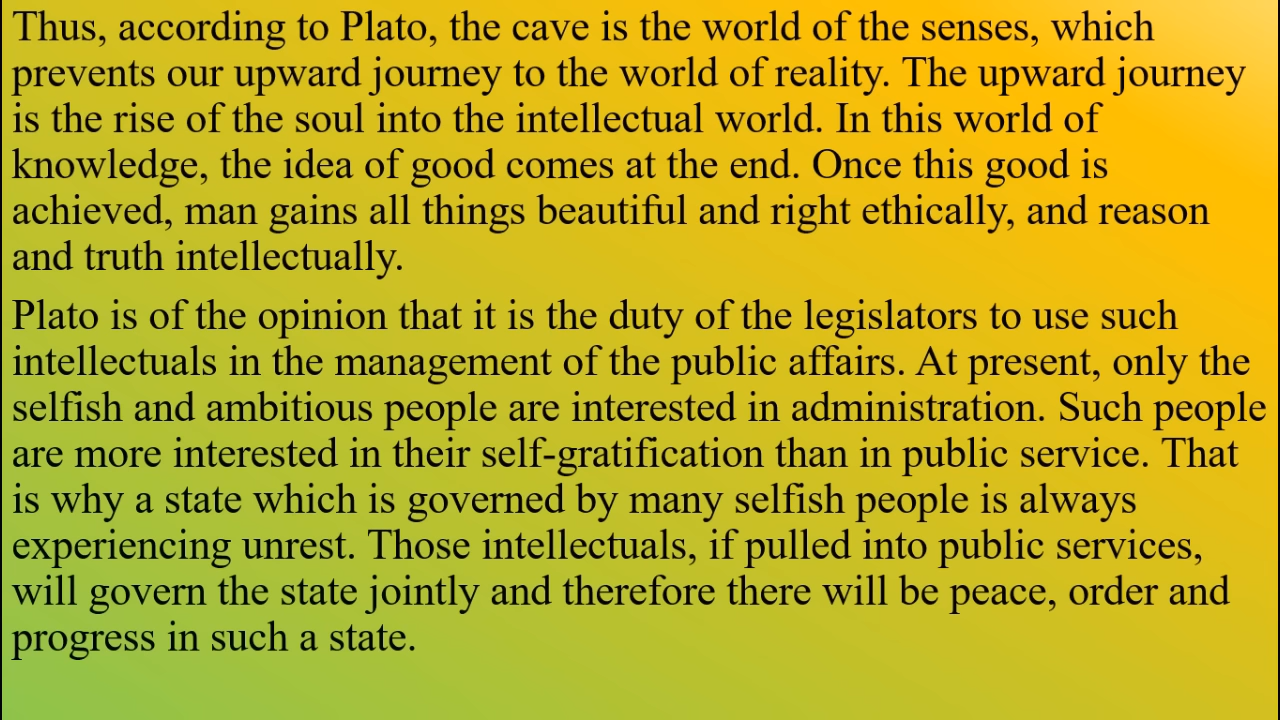 Thus, according to Plato, the cave is the world of the senses, which
prevents our upward journey to the world of reality. The upward journey
is the rise of the soul into the intellectual world. In this world of
knowledge, the idea of good comes at the end. Once this good is
achieved, man gains all things beautiful and right ethically, and reason
and truth intellectually.
Plato is of the opinion that it is the duty of the legislators to use such
intellectuals in the management of the public affairs. At present, only the
selfish and ambitious people are interested in administration. Such people
are more interested in their self-gratification than in public service. That
is why a state which is governed by many selfish people is always
experiencing unrest. Those intellectuals, if pulled into public services,
will govern the state jointly and therefore there will be peace, order and
progress in such a state.